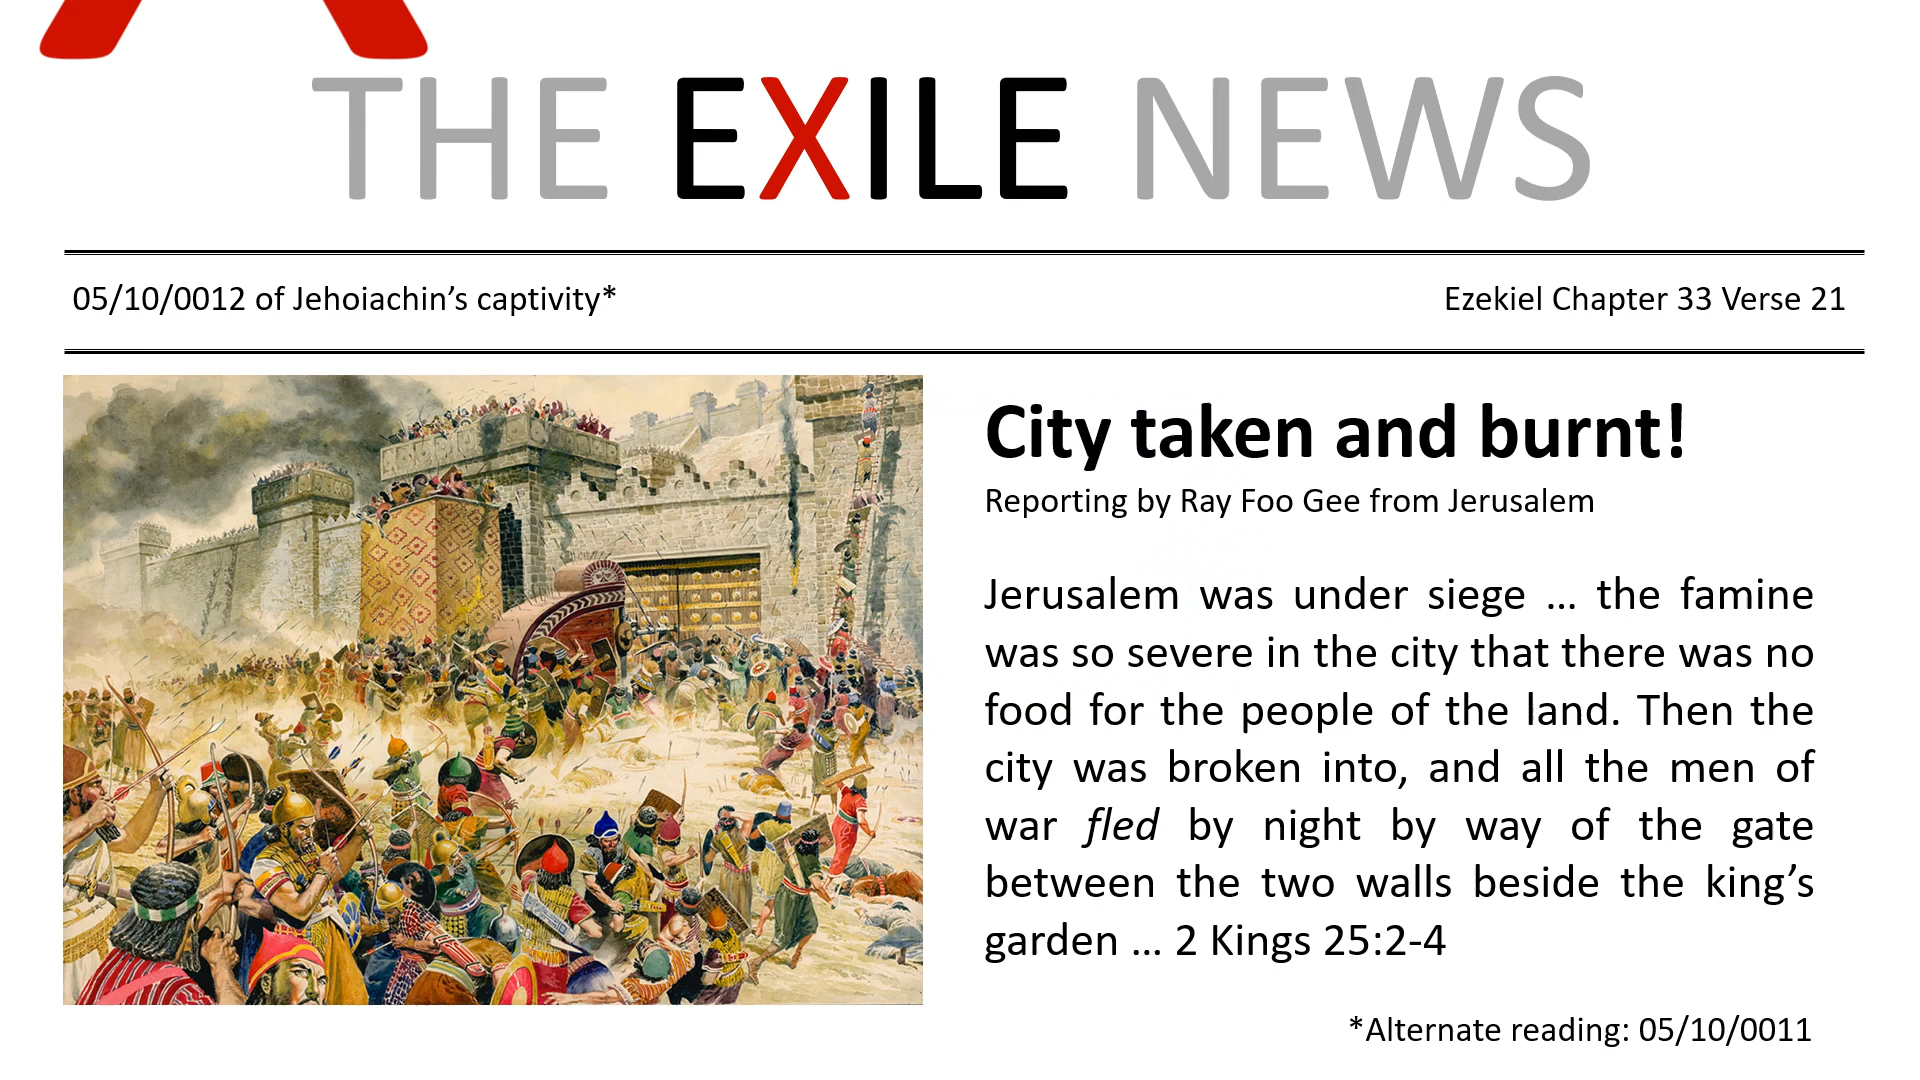 THE EXILE NEWS
05/10/0012 of Jehoiachin’s captivity*
Ezekiel Chapter 33 Verse 21
City taken and burnt!
Reporting by Ray Foo Gee from Jerusalem
Jerusalem was under siege … the famine
was so severe in the city that there was no
food for the people of the land. Then the
city was broken into, and all the men of
war fled by night by way of the gate
between the two walls beside the king’s
garden … 2 Kings 25:2-4
*Alternate reading: 05/10/0011